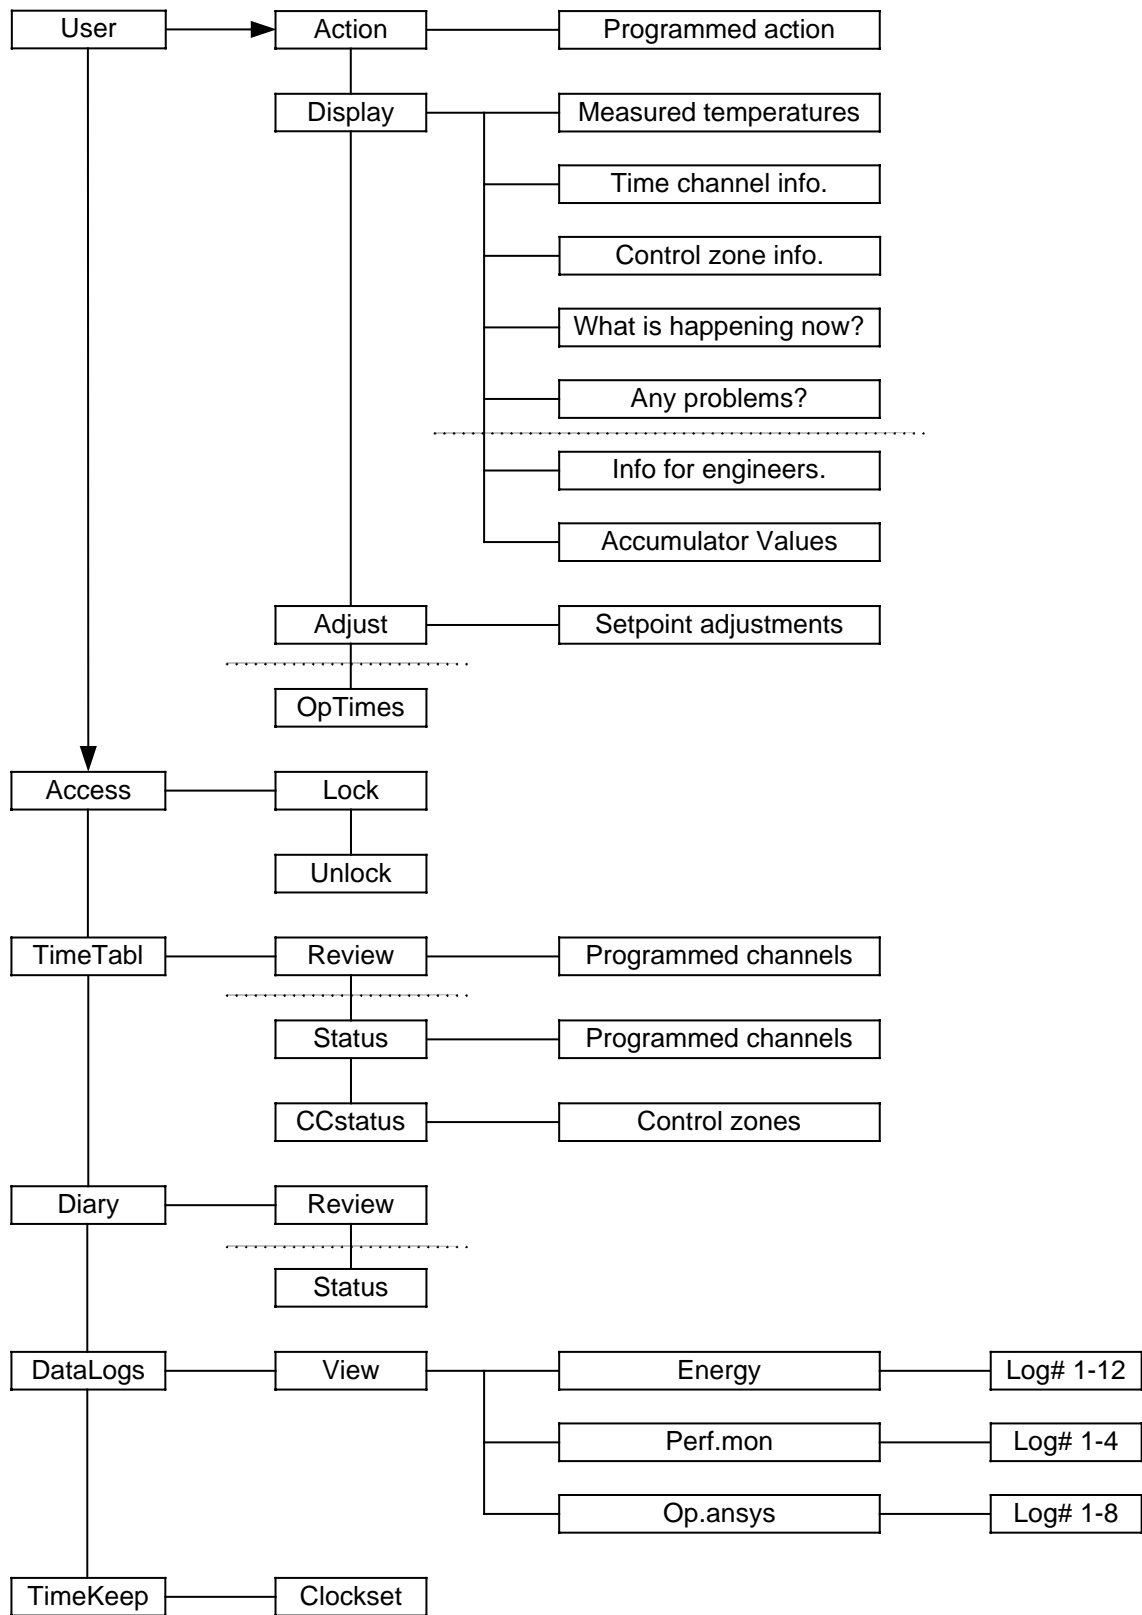 User
Action
Programmed action
Display
Measured temperatures
Time channel info.
Control zone info.
What is happening now?
Any problems?
Info for engineers.
Accumulator Values
Adjust
Setpoint adjustments
OpTimes
Access
Lock
Unlock
TimeTabl
Review
Programmed channels
Status
Programmed channels
CCstatus
Control zones
Diary
Review
Status
DataLogs
View
Energy
Log# 1-12
Perf.mon
Log# 1-4
Op.ansys
Log# 1-8
TimeKeep
Clockset